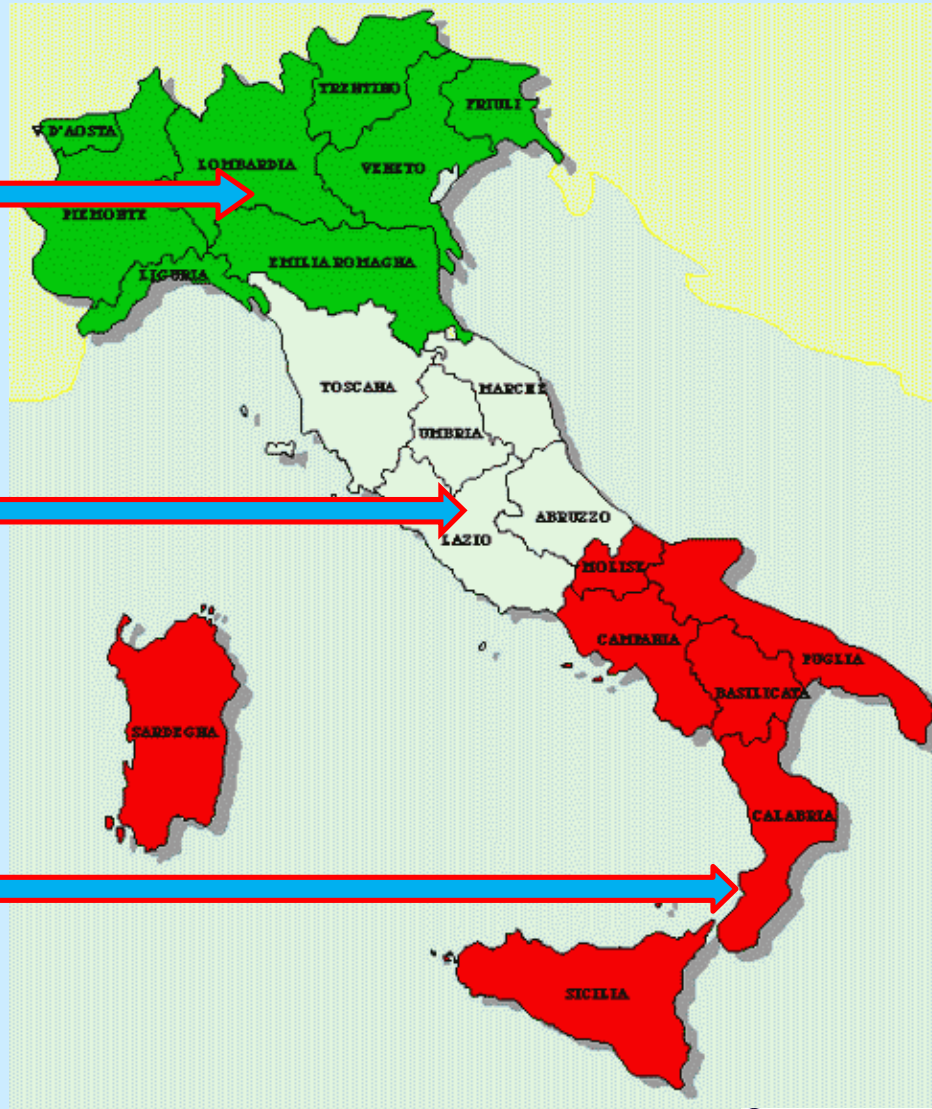 TRENTINO
FRIULI
D'AOSTA
LOMBARDIA
VENETO
PIEMONTE
EMILIA ROMAGNA
LIGURIA
TOSCANA
MARCHE
UMBRIA
ABRUZZO
LAZIO
MOLISE
CAMPANIA
PUGLIA
BASILICATA
SARDEGNA
CALABRIA
SICILIA